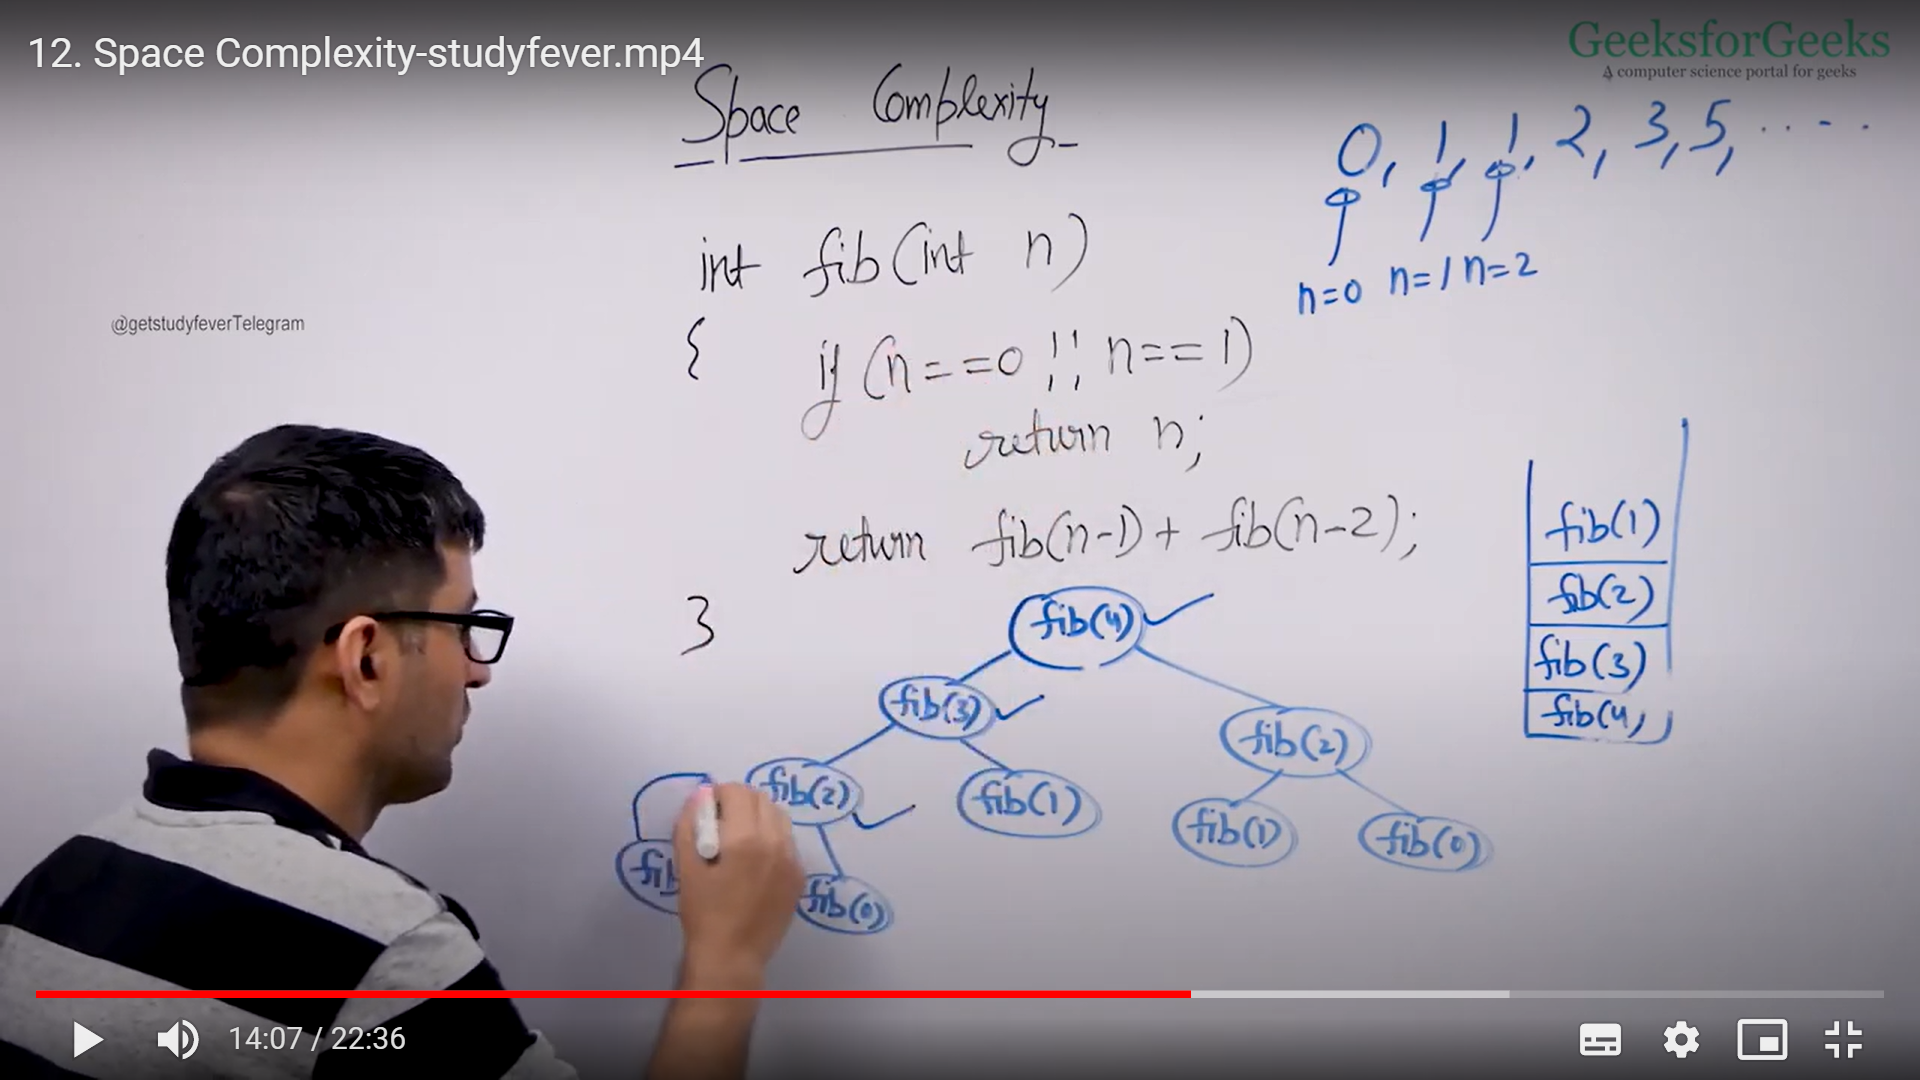 12. Space Complexity-studyfever.mp4
GeeksforGeeks
A computer science portal for geeks
Space Complexity
0, 1, 1, 2, 3, 5, .....
n=0 n=1 n=2
int fib(int n)
@getstudyfeverTelegram
{ if (n==0 || n==1)
return n;
return fib(n-1) + fib(n-2);
}
fib(1)
fib(2)
fib(3)
fib(4)
fib(4)
fib(3) fib(2)
fib(2) fib(1) fib(1) fib(0)
fib(0)
14:07 / 22:36